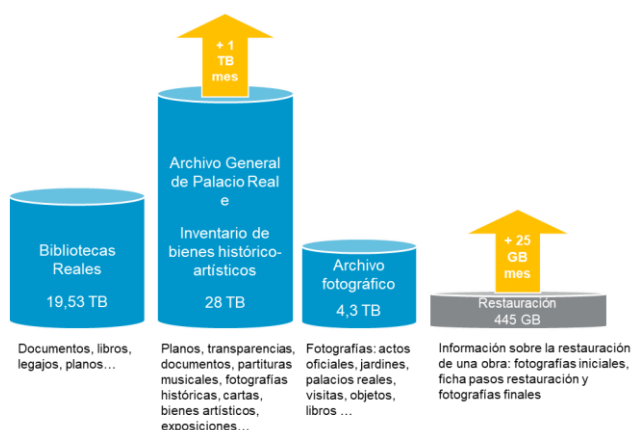 + 1
TB
mes
Archivo General
de Palacio Real
e
Inventario de
bienes histórico-
artísticos
28 TB
Bibliotecas
Reales
19,53 TB
Archivo
fotográfico
4,3 TB
+ 25
GB
mes
Restauración
445 GB
Documentos, libros,
legajos, planos…
Planos, transparencias,
documentos, partituras
musicales, fotografías
históricas, cartas,
bienes artísticos,
exposiciones…
Fotografías: actos
oficiales, jardines,
palacios reales,
visitas, objetos,
libros …
Información sobre la restauración
de una obra: fotografías iniciales,
ficha pasos restauración y
fotografías finales